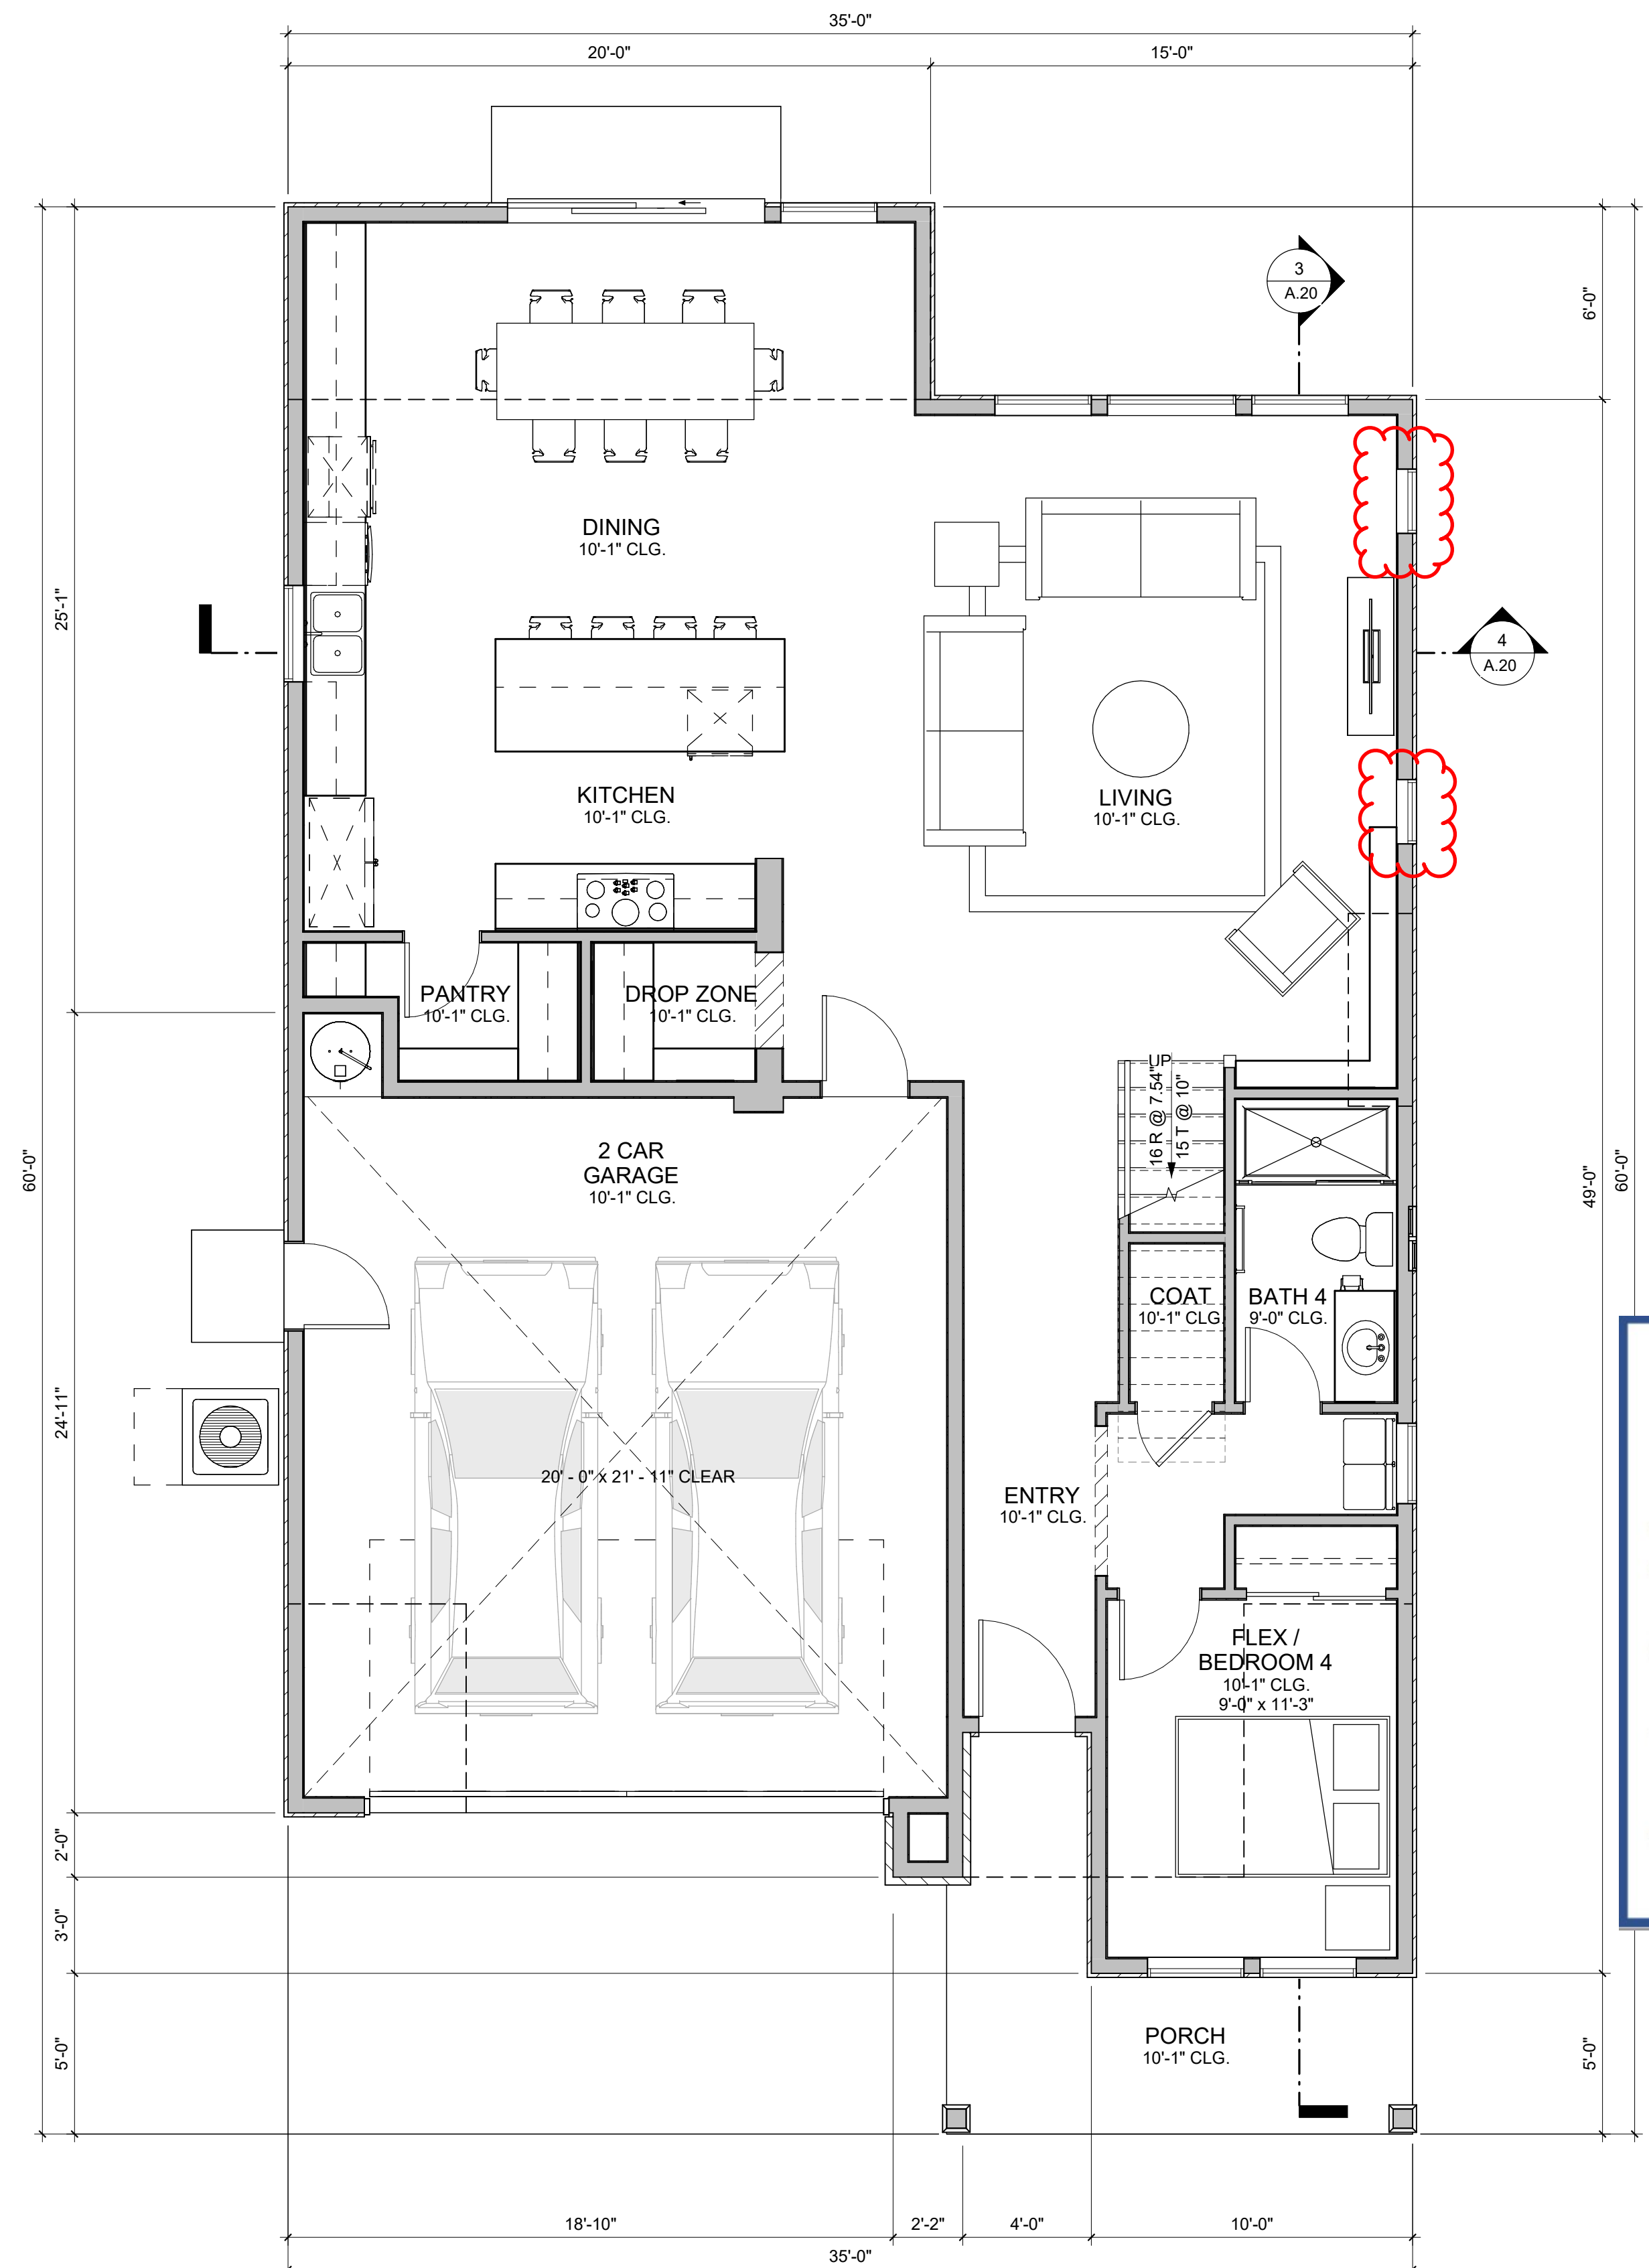 35'-0"
20'-0"
15'-0"
3
A.20
6'-0"
DINING
10'-1" CLG.
25'-1"
4
A.20
KITCHEN
10'-1" CLG.
LIVING
10'-1" CLG.
PANTRY
10'-1" CLG.
DROP ZONE
10'-1" CLG.
UP
16 R @ 7.54"
15 T @ 10"
2 CAR
GARAGE
10'-1" CLG.
60'-0"
49'-0"
60'-0"
COAT
10'-1" CLG.
BATH 4
9'-0" CLG.
24'-11"
20' - 0" x 21' - 11" CLEAR
ENTRY
10'-1" CLG.
FLEX /
BEDROOM 4
10'-1" CLG.
9'-0" x 11'-3"
2'-0"
3'-0"
5'-0"
PORCH
10'-1" CLG.
5'-0"
18'-10"
2'-2"
4'-0"
10'-0"
35'-0"